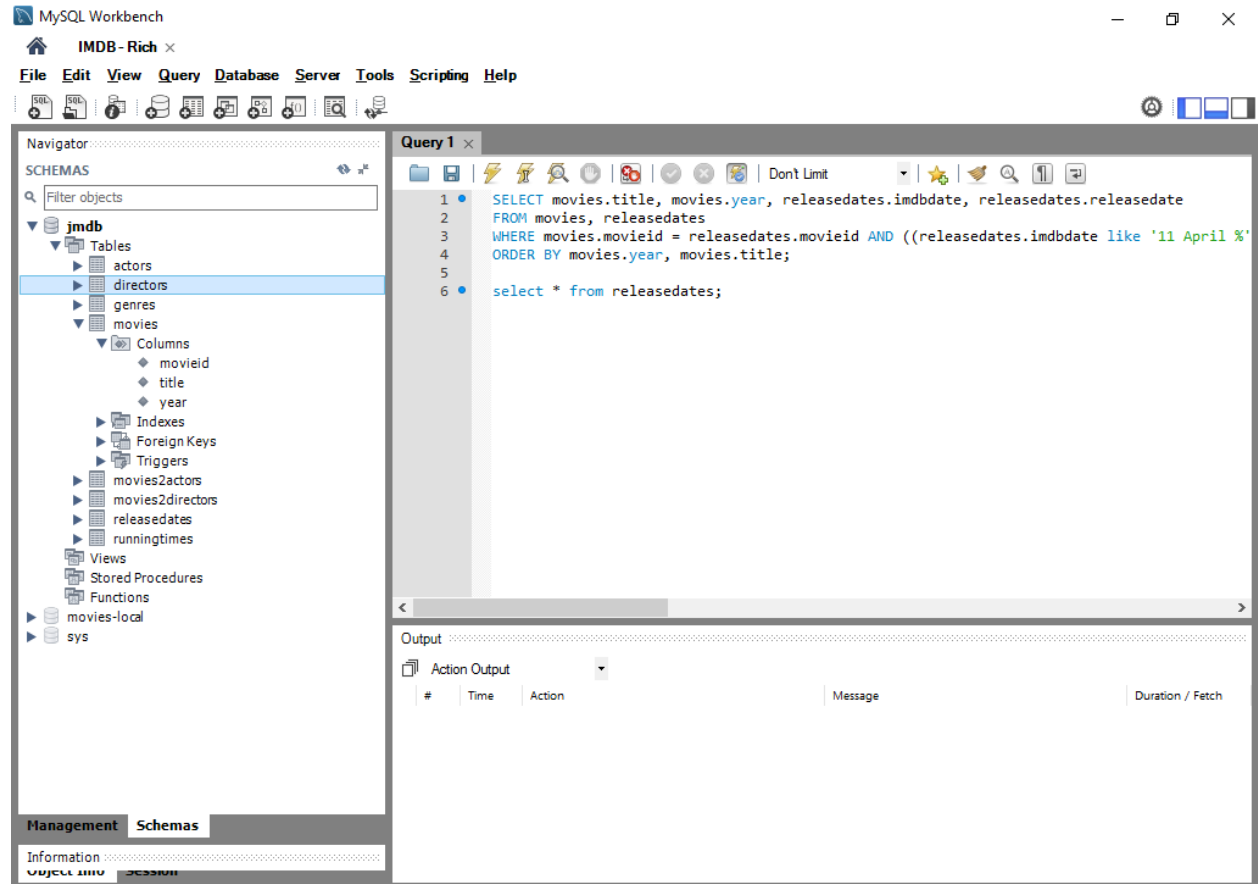 MySQL Workbench
IMDB - Rich
File Edit View Query Database Server Tools Scripting Help
Navigator
SCHEMAS
Filter objects
jmdb
Tables
actors
directors
genres
movies
Columns
movieid
title
year
Indexes
Foreign Keys
Triggers
movies2actors
movies2directors
releasedates
runningtimes
Views
Stored Procedures
Functions
movies-local
sys
Management Schemas
Information
Object Info Session
Query 1
Don't Limit
1 SELECT movies.title, movies.year, releasedates.imdbdate, releasedates.releasedate
2 FROM movies, releasedates
3 WHERE movies.movieid = releasedates.movieid AND ((releasedates.imdbdate like '11 April %'
4 ORDER BY movies.year, movies.title;
5
6 select * from releasedates;
Output
Action Output
# Time Action Message Duration / Fetch